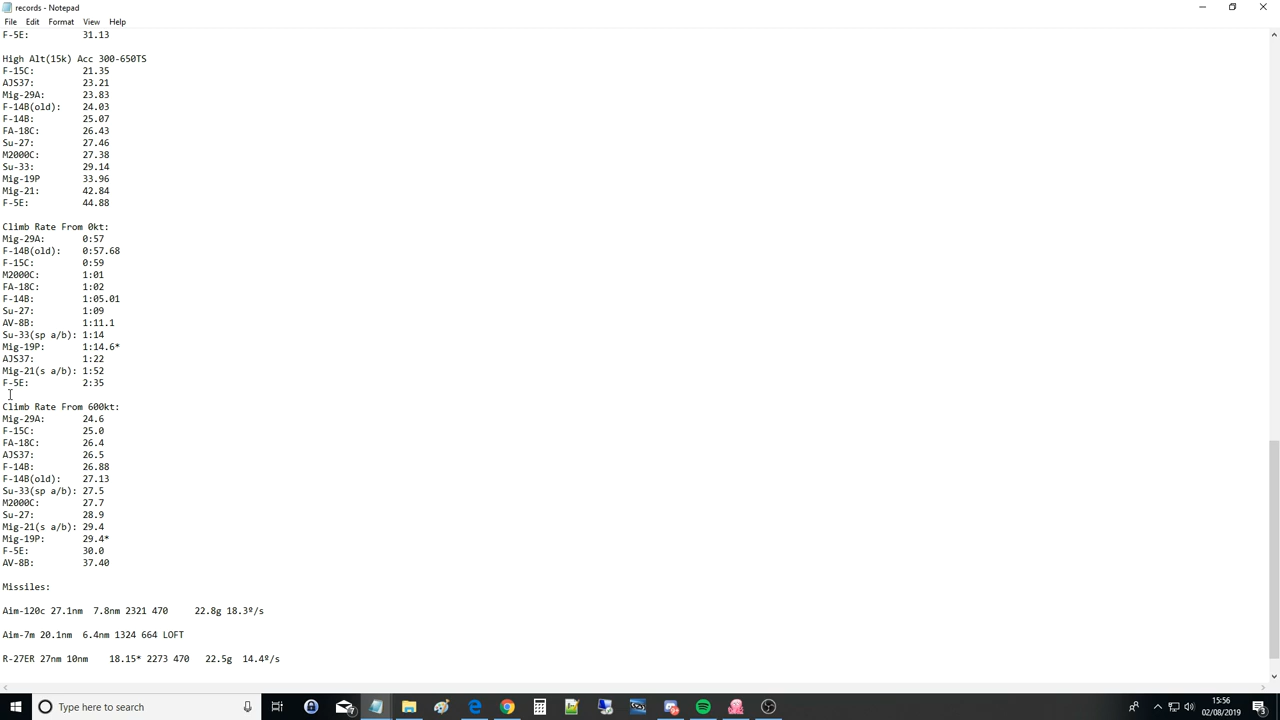 records - Notepad
File Edit Format View Help
F-5E: 31.13
High Alt(15k) Acc 300-650TS
F-15C: 21.35
AJS37: 23.21
Mig-29A: 23.83
F-14B(old): 24.03
F-14B: 25.07
FA-18C: 26.43
Su-27: 27.46
M2000C: 27.38
Su-33: 29.14
Mig-19P 33.96
Mig-21: 42.84
F-5E: 44.88
Climb Rate From 0kt:
Mig-29A: 0:57
F-14B(old): 0:57.68
F-15C: 0:59
M2000C: 1:01
FA-18C: 1:02
F-14B: 1:05.01
Su-27: 1:09
AV-8B: 1:11.1
Su-33(sp a/b): 1:14
Mig-19P: 1:14.6*
AJS37: 1:22
Mig-21(s a/b): 1:52
F-5E: 2:35
Climb Rate From 600kt:
Mig-29A: 24.6
F-15C: 25.0
FA-18C: 26.4
AJS37: 26.5
F-14B: 26.88
F-14B(old): 27.13
Su-33(sp a/b): 27.5
M2000C: 27.7
Su-27: 28.9
Mig-21(s a/b): 29.4
Mig-19P: 29.4*
F-5E: 30.0
AV-8B: 37.40
Missiles:
Aim-120c 27.1nm 7.8nm 2321 470 22.8g 18.3º/s
Aim-7m 20.1nm 6.4nm 1324 664 LOFT
R-27ER 27nm 10nm 18.15* 2273 470 22.5g 14.4º/s
Type here to search
7
15:56
02/08/2019
3